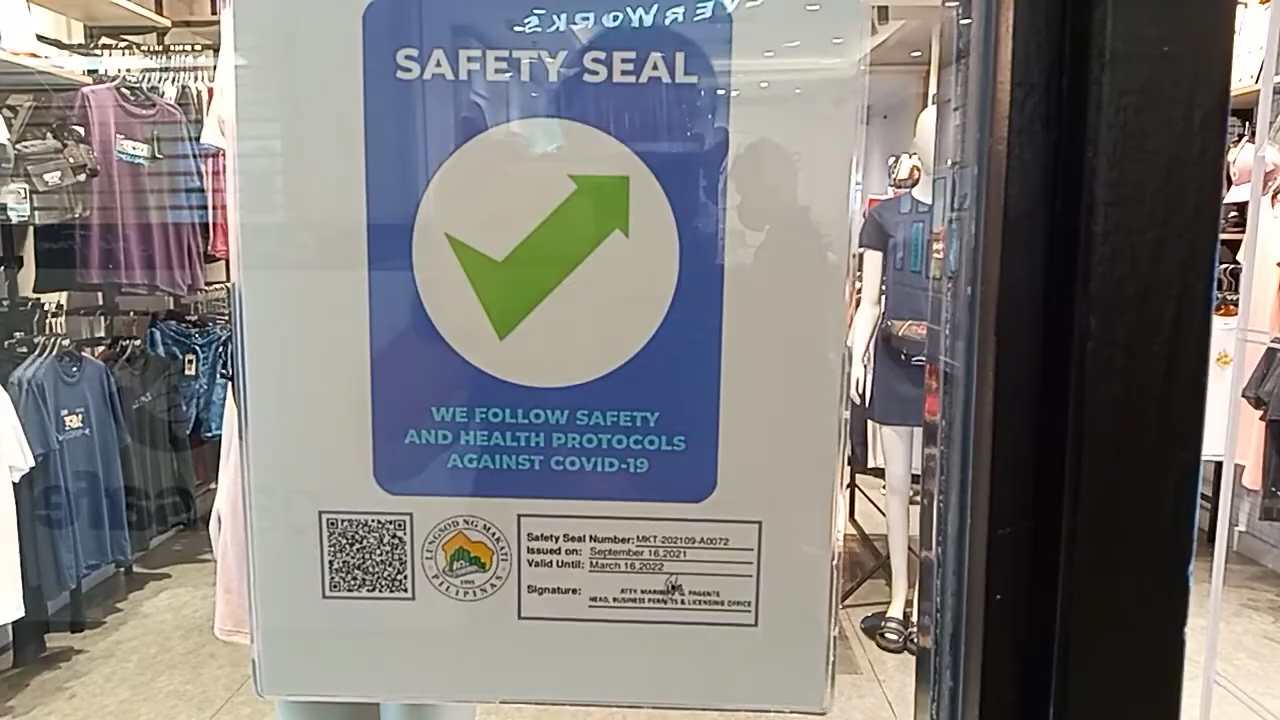 VERWORKS
SAFETY SEAL
WE FOLLOW SAFETY
AND HEALTH PROTOCOLS
AGAINST COVID-19
LUNGSOD NG MAKATI
PILIPINAS
Safety Seal Number: MKT-202109-A0072
Issued on: September 16,2021
Valid Until: March 16,2022
Signature:
ATTY. PAGENTE
HEAD, BUSINESS PERMITS & LICENSING OFFICE